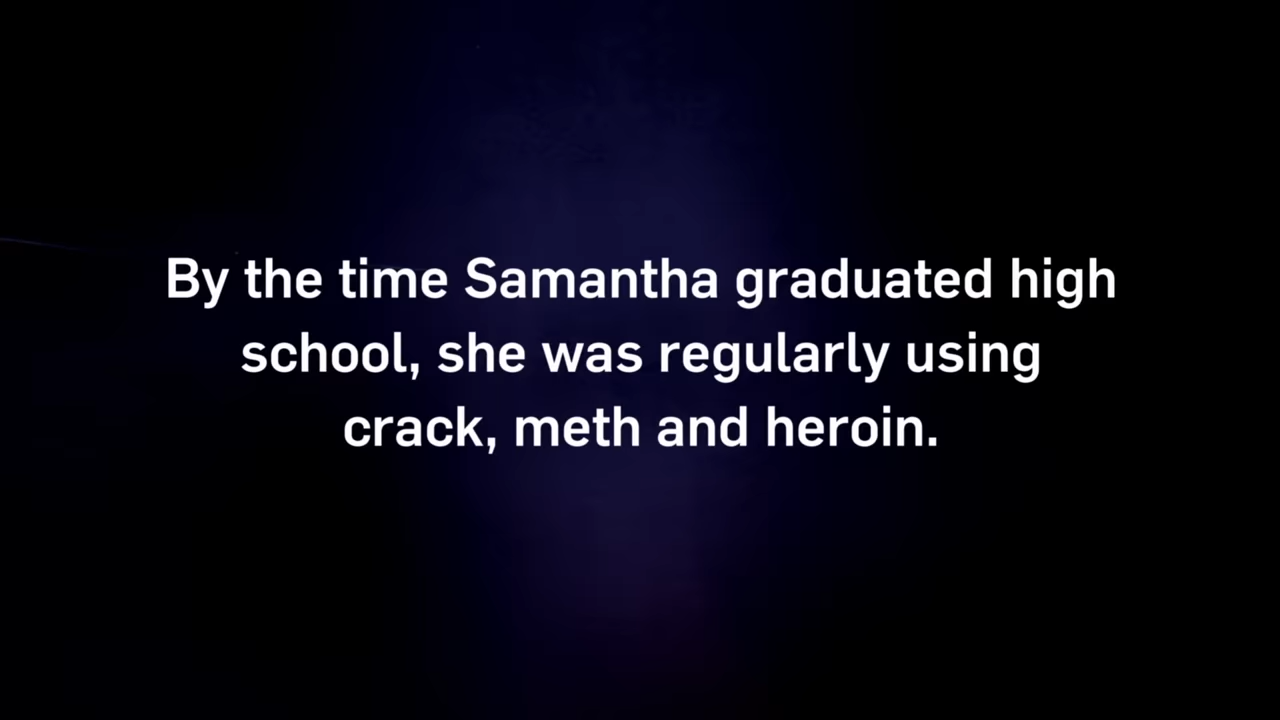 By the time Samantha graduated high
school, she was regularly using
crack, meth and heroin.